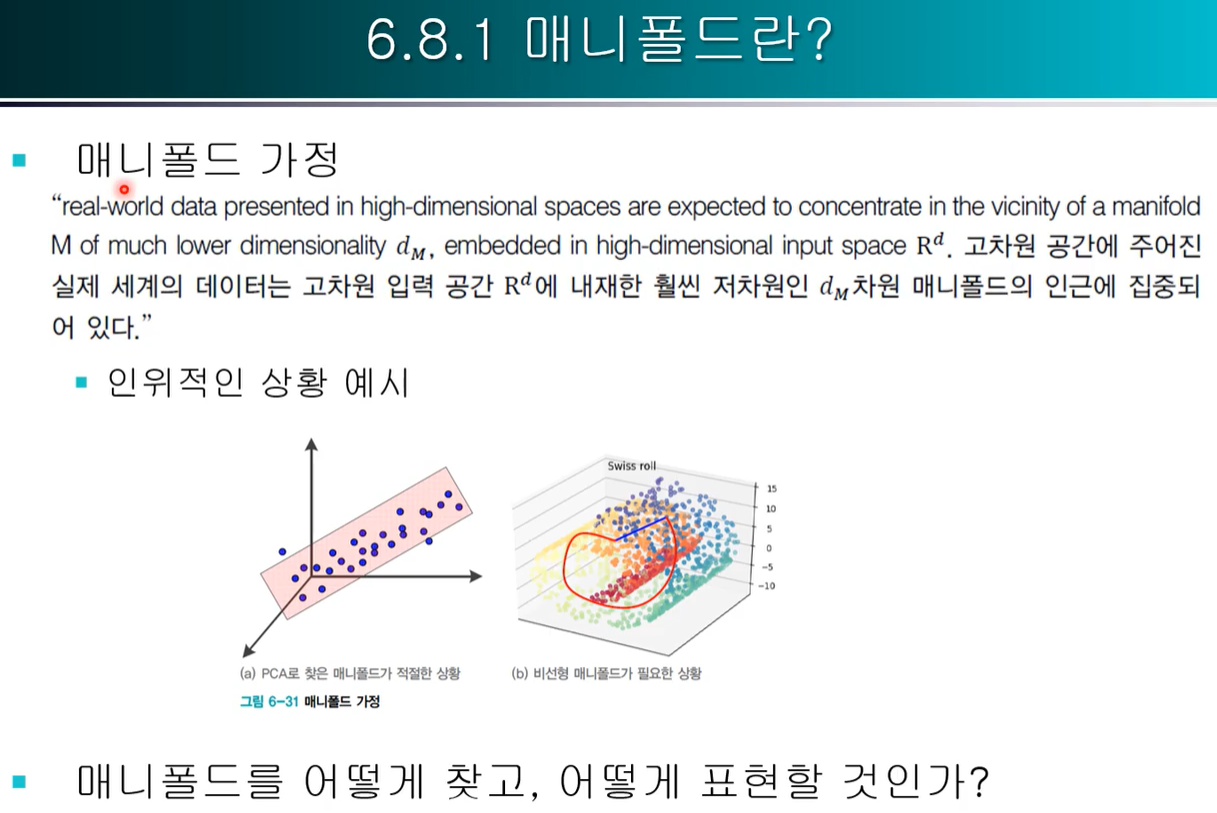 6.8.1 매니폴드란?
매니폴드 가정
“real-world data presented in high-dimensional spaces are expected to concentrate in the vicinity of a manifold
M of much lower dimensionality d_M, embedded in high-dimensional input space R^d. 고차원 공간에 주어진
실제 세계의 데이터는 고차원 입력 공간 R^d에 내재한 훨씬 저차원인 d_M차원 매니폴드의 인근에 집중되
어 있다.”
인위적인 상황 예시
Swiss roll
15
10
5
0
−5
−10
(a) PCA로 찾은 매니폴드가 적절한 상황
(b) 비선형 매니폴드가 필요한 상황
그림 6-31 매니폴드 가정
매니폴드를 어떻게 찾고, 어떻게 표현할 것인가?